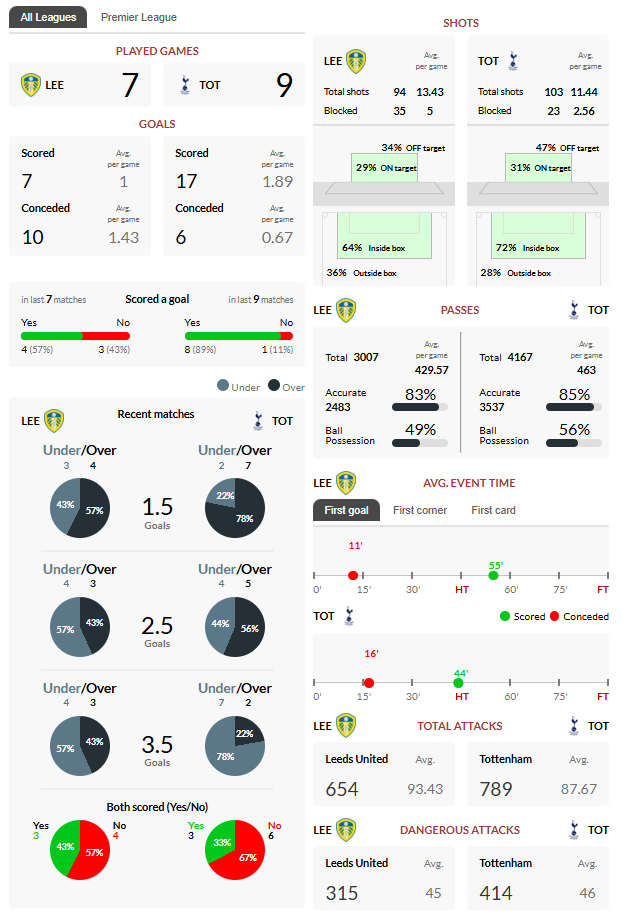 All Leagues Premier League
PLAYED GAMES
LEE 7 TOT 9
GOALS
Scored Avg. per game
7 1
Conceded Avg. per game
10 1.43
Scored Avg. per game
17 1.89
Conceded Avg. per game
6 0.67
in last 7 matches Scored a goal in last 9 matches
Yes No Yes No
4 (57%) 3 (43%) 8 (89%) 1 (11%)
Under Over
LEE Recent matches TOT
Under/Over Under/Over
3 4 2 7
43% 57% 1.5 22% 78%
Goals
Under/Over Under/Over
4 3 4 5
57% 43% 2.5 44% 56%
Goals
Under/Over Under/Over
4 3 7 2
57% 43% 3.5 78% 22%
Goals
Both scored (Yes/No)
Yes No Yes No
3 4 3 6
43% 57% 33% 67%
SHOTS
LEE Avg. per game
Total shots 94 13.43
Blocked 35 5
34% OFF target
29% ON target
64% Inside box
36% Outside box
TOT Avg. per game
Total shots 103 11.44
Blocked 23 2.56
47% OFF target
31% ON target
72% Inside box
28% Outside box
LEE PASSES TOT
Total 3007 Avg. per game
429.57
Accurate 83%
2483
Ball 49%
Possession
Total 4167 Avg. per game
463
Accurate 85%
3537
Ball 56%
Possession
LEE AVG. EVENT TIME
First goal First corner First card
11' 55'
0' 15' 30' HT 60' 75' FT
TOT Scored Conceded
16' 44'
0' 15' 30' HT 60' 75' FT
LEE TOTAL ATTACKS TOT
Leeds United Avg. Tottenham Avg.
654 93.43 789 87.67
LEE DANGEROUS ATTACKS TOT
Leeds United Avg. Tottenham Avg.
315 45 414 46